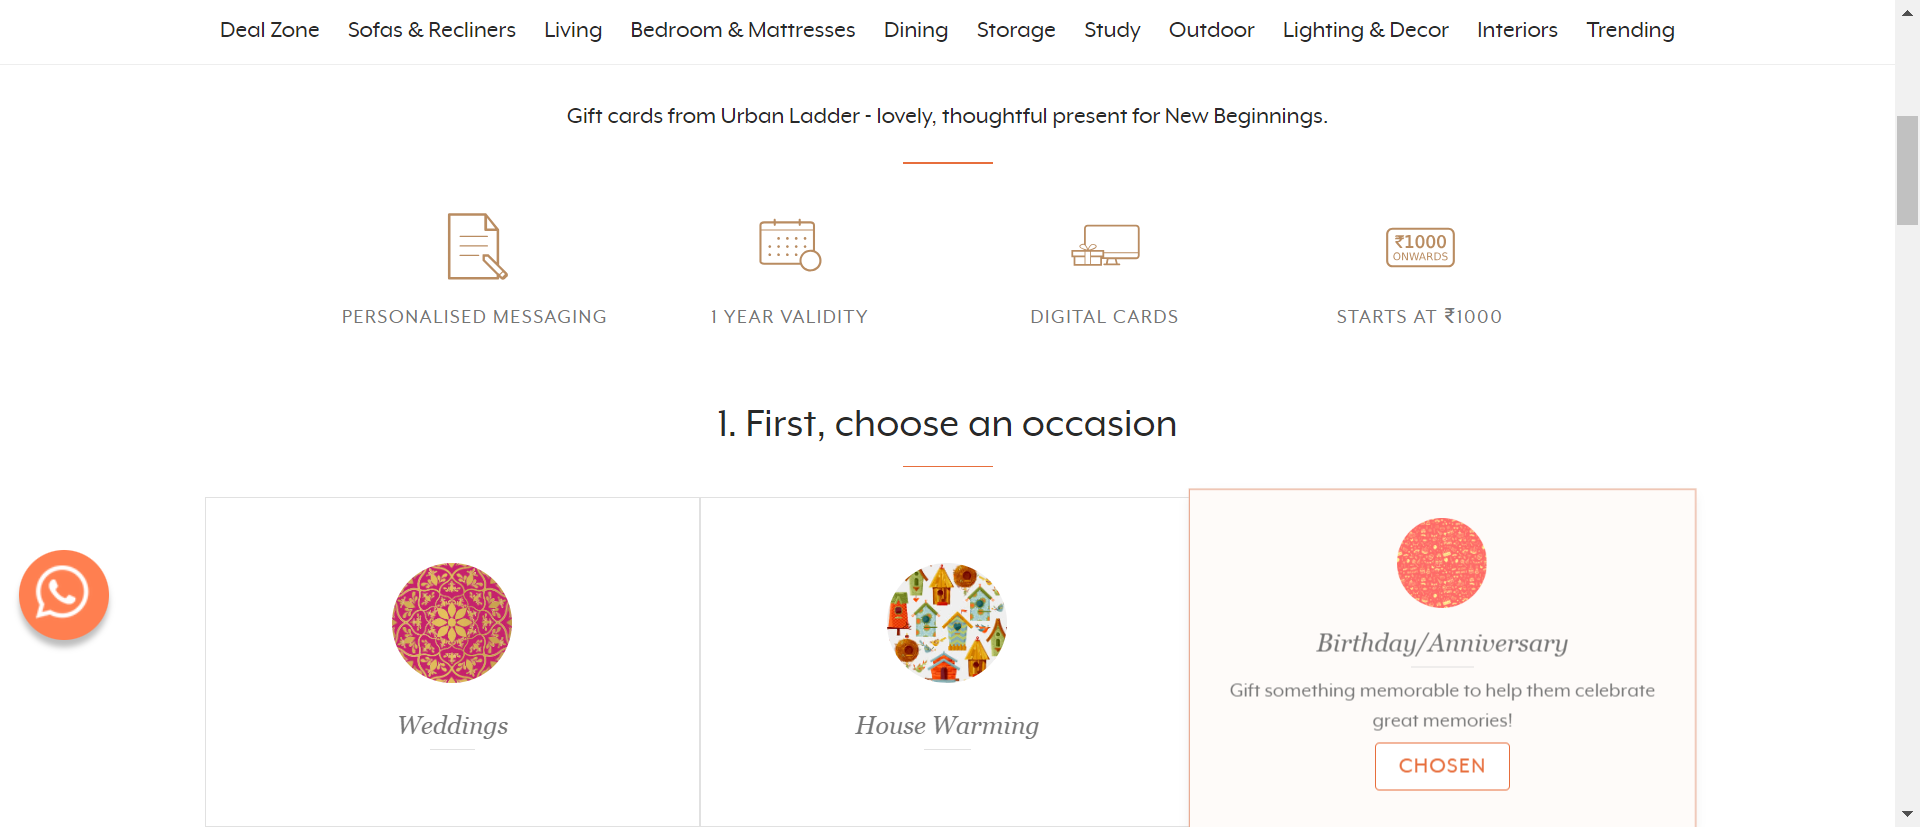 Deal Zone Sofas & Recliners Living Bedroom & Mattresses Dining Storage Study Outdoor Lighting & Decor Interiors Trending
Gift cards from Urban Ladder - lovely, thoughtful present for New Beginnings.
₹1000
ONWARDS
PERSONALISED MESSAGING 1 YEAR VALIDITY DIGITAL CARDS STARTS AT ₹1000
1. First, choose an occasion
Weddings
House Warming
Birthday/Anniversary
Gift something memorable to help them celebrate
great memories!
CHOSEN